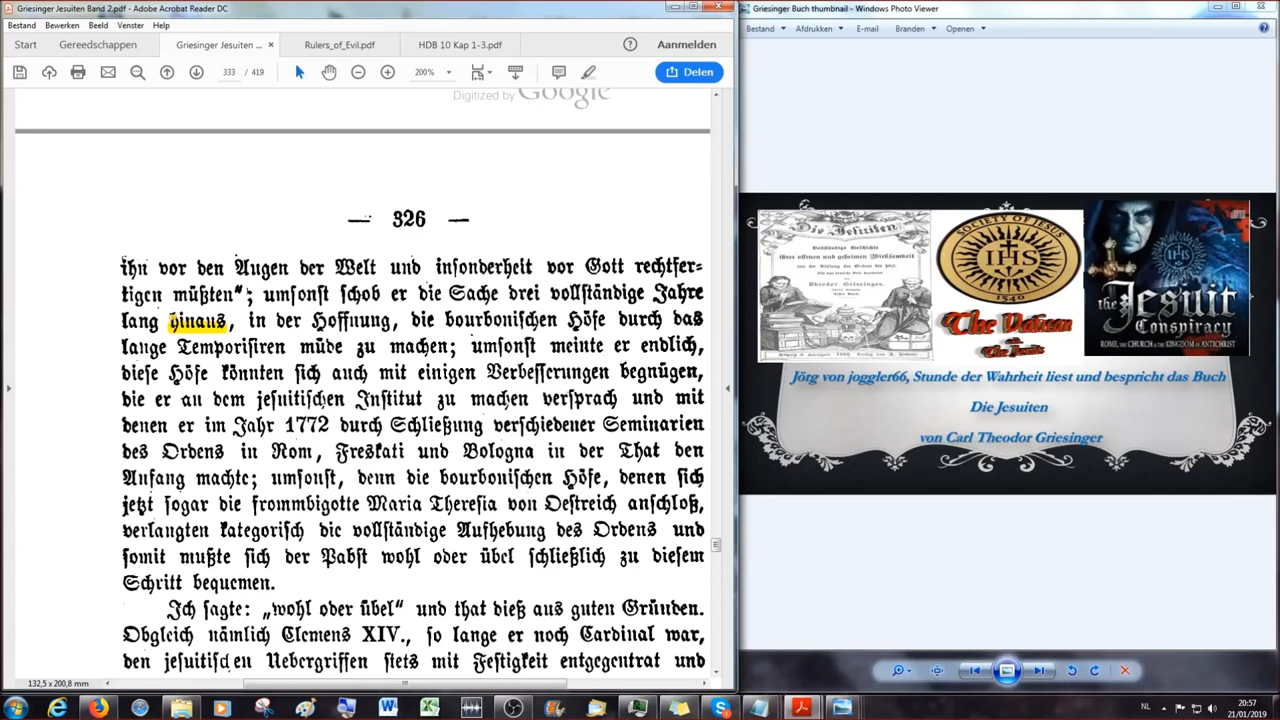 Griesinger Jesuiten Band 2.pdf - Adobe Acrobat Reader DC
Bestand Bewerken Beeld Venster Help
Start Gereedschappen Griesinger Jesuiten ... × Rulers_of_Evil.pdf HDB 10 Kap 1-3.pdf Aanmelden
333 / 419 200% Delen
Digitized by Google
— 326 —
ihn vor den Augen der Welt und insonderheit vor Gott rechtfer-
tigen müßten“; umsonst schob er die Sache drei vollständige Jahre
lang hinaus, in der Hoffnung, die bourbonischen Höfe durch das
lange Temporisiren müde zu machen; umsonst meinte er endlich,
diese Höfe könnten sich auch mit einigen Verbesserungen begnügen,
die er an dem jesuitischen Institut zu machen versprach und mit
denen er im Jahr 1772 durch Schließung verschiedener Seminarien
des Ordens in Rom, Freskati und Bologna in der That den
Anfang machte; umsonst, denn die bourbonischen Höfe, denen sich
jetzt sogar die frommbigotte Maria Theresia von Oestreich anschloß,
verlangten kategorisch die vollständige Aufhebung des Ordens und
somit mußte sich der Pabst wohl oder übel schließlich zu diesem
Schritt bequemen.
Ich sagte: „wohl oder übel“ und that dieß aus guten Gründen.
Obgleich nämlich Clemens XIV., so lange er noch Cardinal war,
den jesuitischen Uebergriffen stets mit Festigkeit entgegentrat und
132,5 x 200,8 mm
Griesinger Buch thumbnail - Windows Photo Viewer
Bestand Afdrukken E-mail Branden Openen
Die Jesuiten
Vollständige Geschichte
ihrer offenen und geheimen Wirksamkeit
Theodor Griesinger
SOCIETY OF JESUS
IHS
1540
The Vatican
The Jesuits
the Jesuit
Conspiracy
ROME, THE CHURCH & THE KINGDOM OF ANTICHRIST
Jörg von joggler66, Stunde der Wahrheit liest und bespricht das Buch
Die Jesuiten
von Carl Theodor Griesinger
NL 20:57
21/01/2019